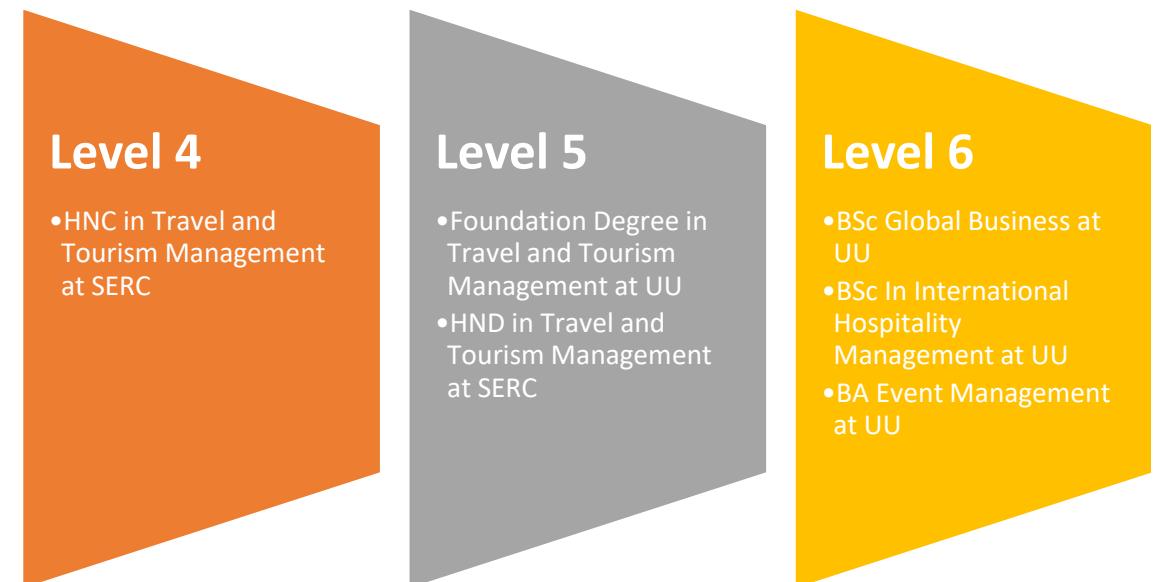 Level 4
•HNC in Travel and
Tourism Management
at SERC
Level 5
•Foundation Degree in
Travel and Tourism
Management at UU
•HND in Travel and
Tourism Management
at SERC
Level 6
•BSc Global Business at
UU
•BSc In International
Hospitality
Management at UU
•BA Event Management
at UU